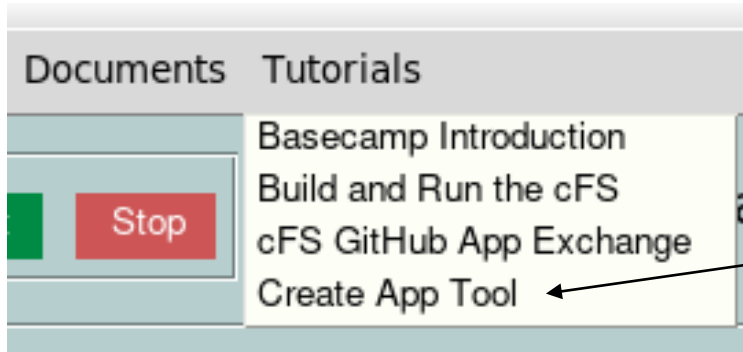 Documents Tutorials
Basecamp Introduction
Build and Run the cFS
Stop
cFS GitHub App Exchange
Create App Tool